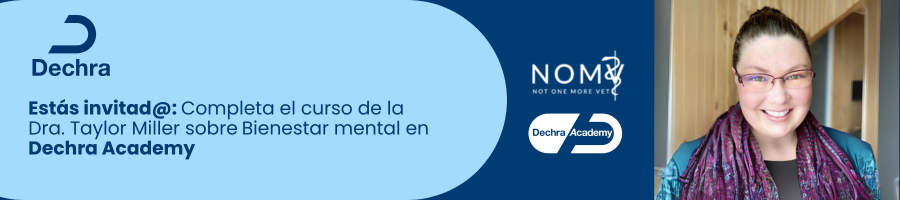 Dechra
Estás invitad@: Completa el curso de la
Dra. Taylor Miller sobre Bienestar mental en
Dechra Academy
NOMV
NOT ONE MORE VET
Dechra Academy